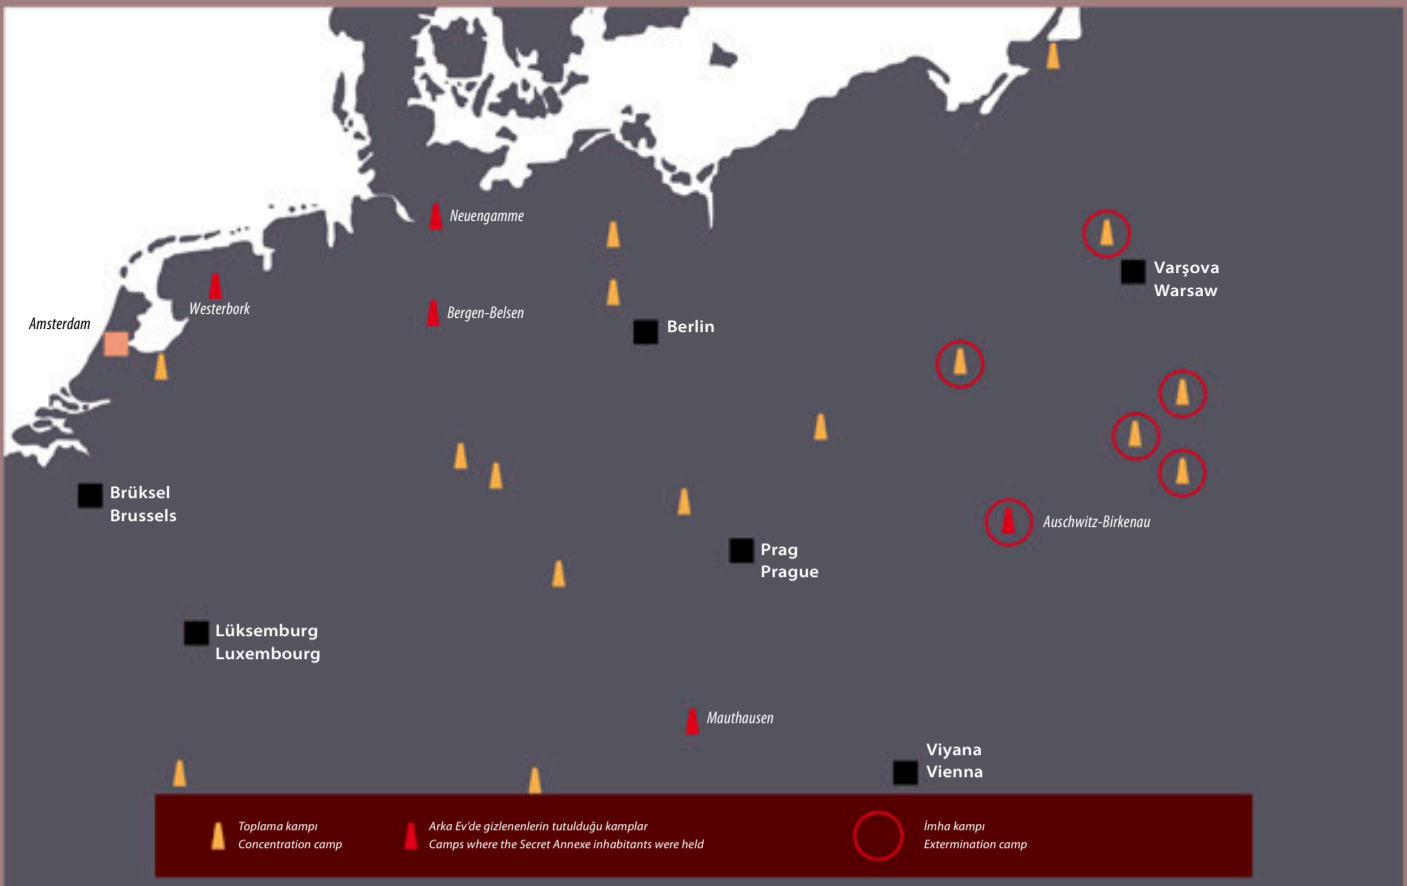 Neuengamme
Varşova
Warsaw
Westerbork
Bergen-Belsen
Amsterdam
Berlin
Brüksel
Brussels
Auschwitz-Birkenau
Prag
Prague
Lüksemburg
Luxembourg
Mauthausen
Viyana
Vienna
Toplama kampı
Concentration camp
Arka Ev'de gizlenenlerin tutulduğu kamplar
Camps where the Secret Annexe inhabitants were held
İmha kampı
Extermination camp